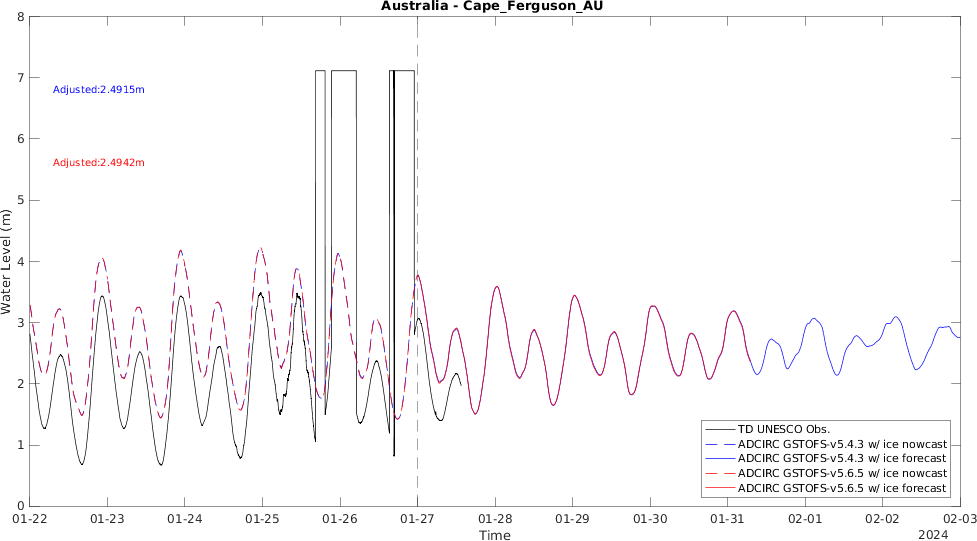 Australia - Cape_Ferguson_AU
8
7
6
5
4
3
2
1
0
Water Level (m)
Adjusted:2.4915m
Adjusted:2.4942m
TD UNESCO Obs.
ADCIRC GSTOFS-v5.4.3 w/ ice nowcast
ADCIRC GSTOFS-v5.4.3 w/ ice forecast
ADCIRC GSTOFS-v5.6.5 w/ ice nowcast
ADCIRC GSTOFS-v5.6.5 w/ ice forecast
01-22 01-23 01-24 01-25 01-26 01-27 01-28 01-29 01-30 01-31 02-01 02-02 02-03
Time
2024